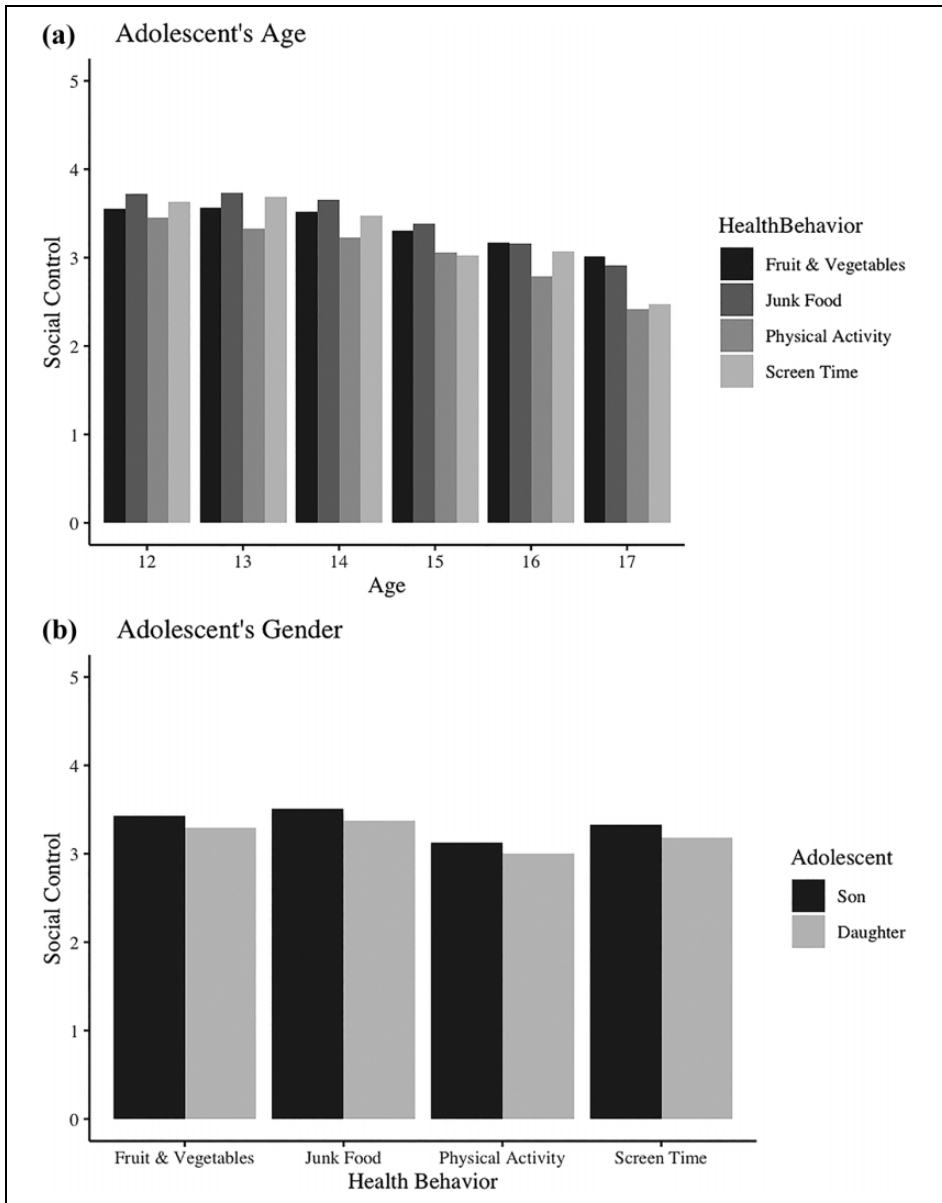 (a) Adolescent's Age
5
4
3
2
1
0
Social Control
12 13 14 15 16 17
Age
HealthBehavior
Fruit & Vegetables
Junk Food
Physical Activity
Screen Time
(b) Adolescent's Gender
5
4
3
2
1
0
Social Control
Fruit & Vegetables Junk Food Physical Activity Screen Time
Health Behavior
Adolescent
Son
Daughter